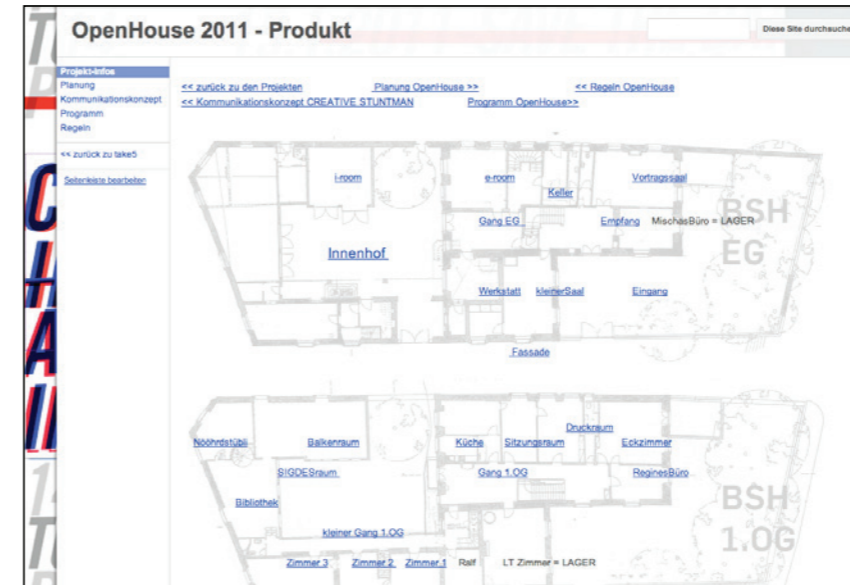 OpenHouse 2011 - Produkt
Diese Site durchsuche
Projekt-Infos
Planung
Kommunikationskonzept
Programm
Regeln
<< zurück zu take5
Seitenleiste bearbeiten
<< zurück zu den Projekten Planung OpenHouse >> << Regeln OpenHouse
<< Kommunikationskonzept CREATIVE STUNTMAN Programm OpenHouse>>
i-room e-room Keller Vortragssaal
Gang EG Empfang MischasBüro = LAGER
BSH
EG
Innenhof
Werkstatt kleinerSaal Eingang
Fassade
Nööhrdstübli Balkenraum Küche Sitzungsraum Druckraum Eckzimmer
SIGDESraum Gang 1.OG ReginesBüro
Bibliothek
BSH
1.OG
kleiner Gang 1.OG
Zimmer 3 Zimmer 2 Zimmer 1 Ralf LT Zimmer = LAGER